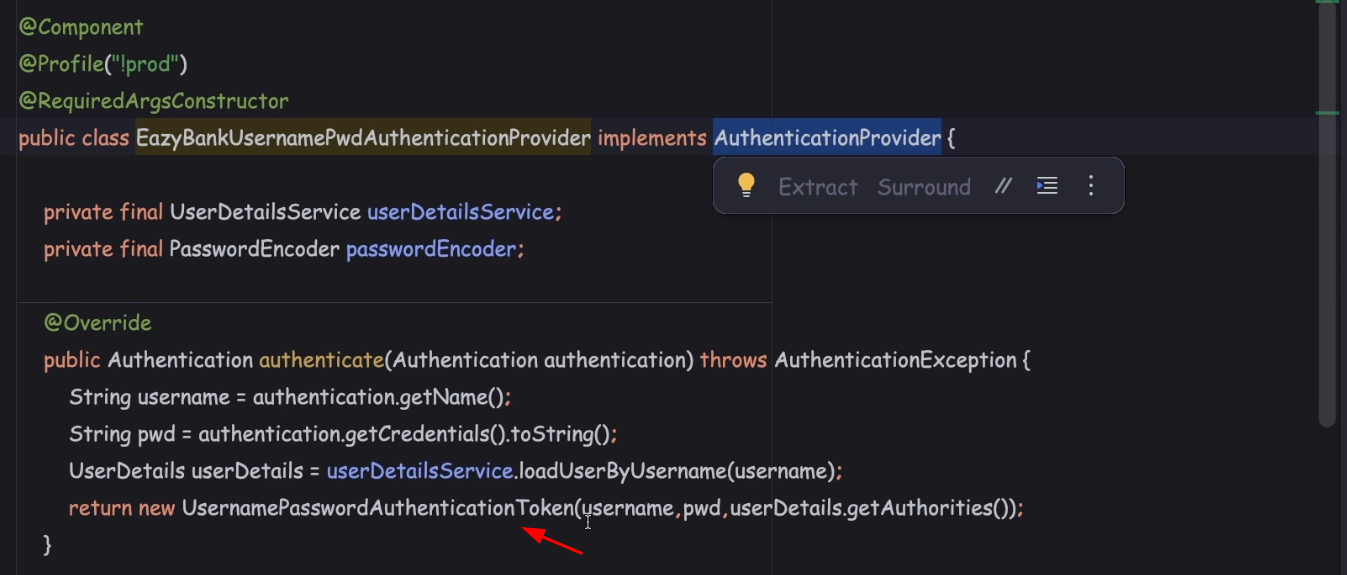 @Component
@Profile("!prod")
@RequiredArgsConstructor
public class EazyBankUsernamePwdAuthenticationProvider implements AuthenticationProvider {
Extract Surround //
private final UserDetailsService userDetailsService;
private final PasswordEncoder passwordEncoder;
@Override
public Authentication authenticate(Authentication authentication) throws AuthenticationException {
String username = authentication.getName();
String pwd = authentication.getCredentials().toString();
UserDetails userDetails = userDetailsService.loadUserByUsername(username);
return new UsernamePasswordAuthenticationToken(username,pwd,userDetails.getAuthorities());
}